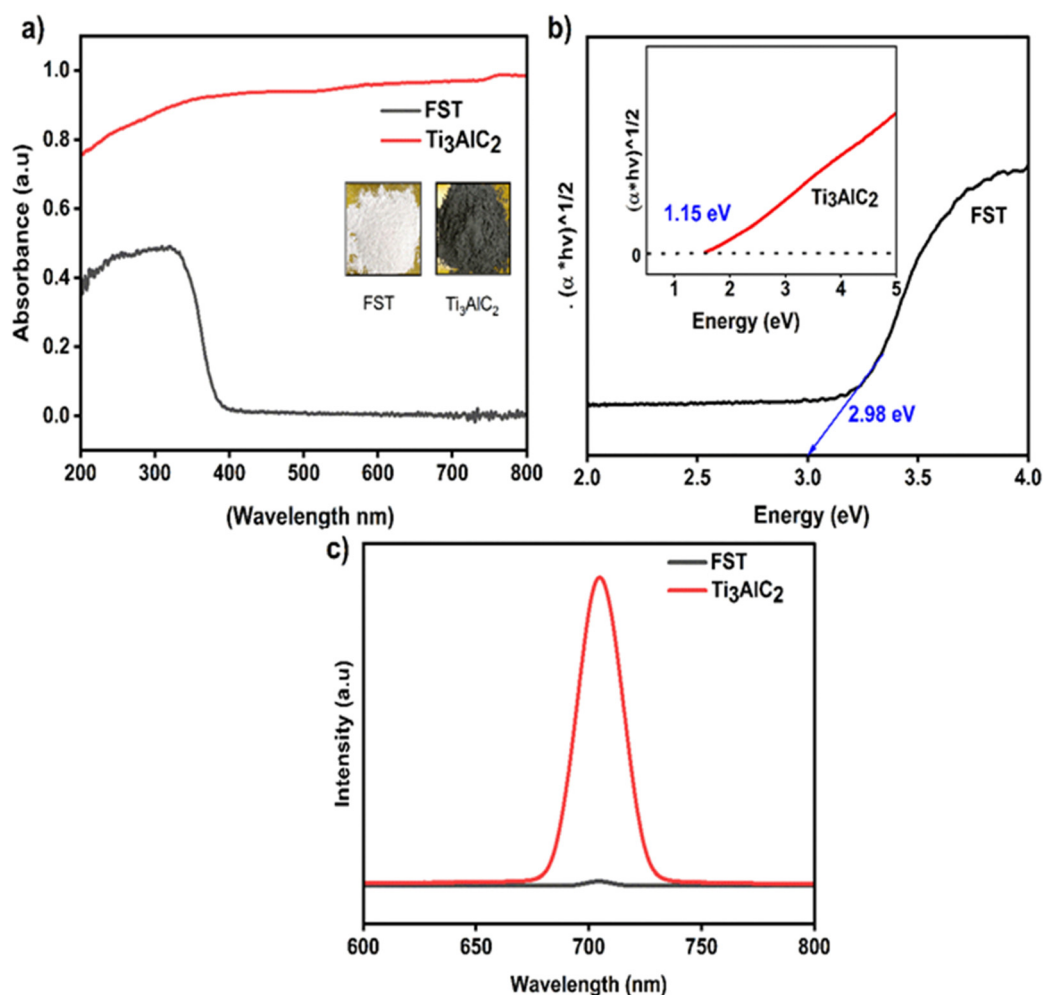 a)
1.0
0.8
0.6
0.4
0.2
0.0
Absorbance (a.u)
FST
Ti₃AlC₂
FST
Ti₃AlC₂
200 300 400 500 600 700 800
(Wavelength nm)
b)
. (α *hv)^1/2
(α*hv)^1/2
0
1.15 eV
Ti₃AlC₂
1 2 3 4 5
Energy (eV)
FST
2.98 eV
2.0 2.5 3.0 3.5 4.0
Energy (eV)
c)
FST
Ti₃AlC₂
Intensity (a.u)
600 650 700 750 800
Wavelength (nm)